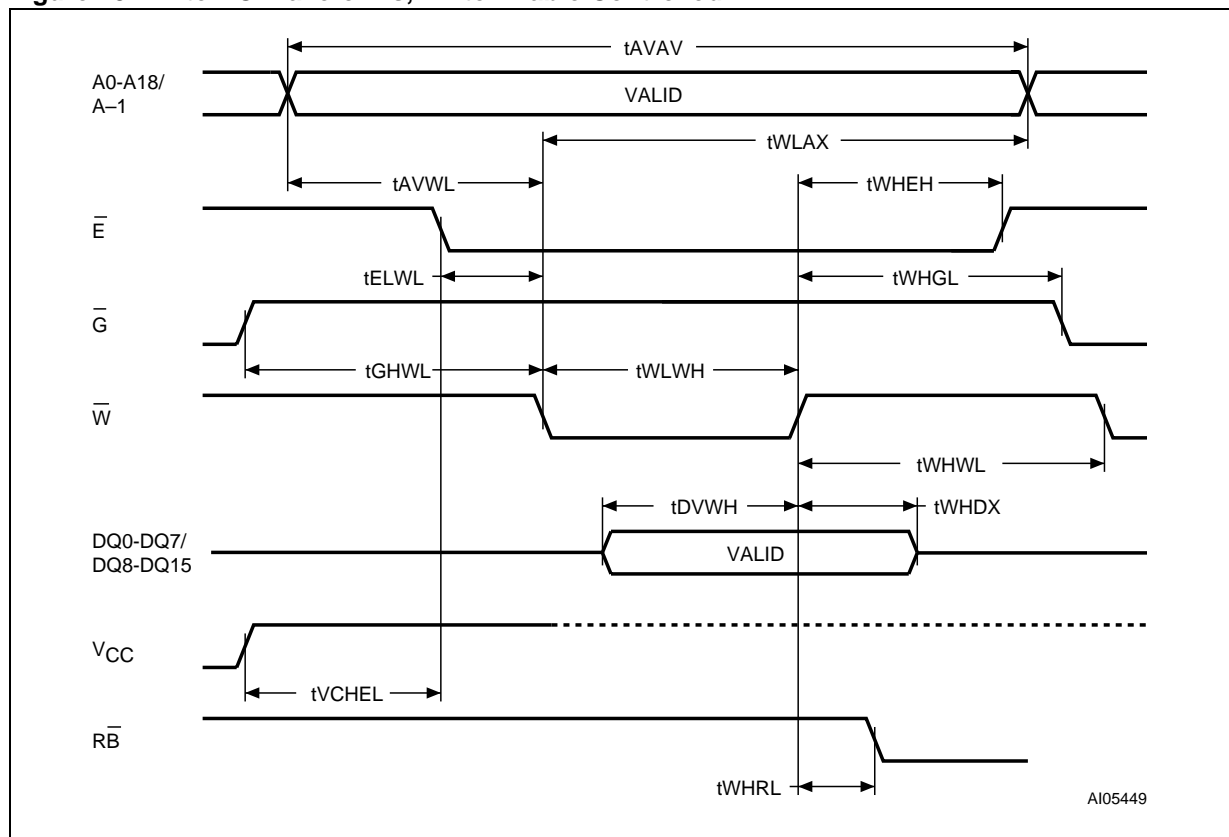 tAVAV
A0-A18/
A–1
VALID
tWLAX
tAVWL
tWHEH
E̅
tELWL
tWHGL
G̅
tGHWL
tWLWH
W̅
tWHWL
tDVWH
tWHDX
DQ0-DQ7/
DQ8-DQ15
VALID
VCC
tVCHEL
RB̅
tWHRL
AI05449